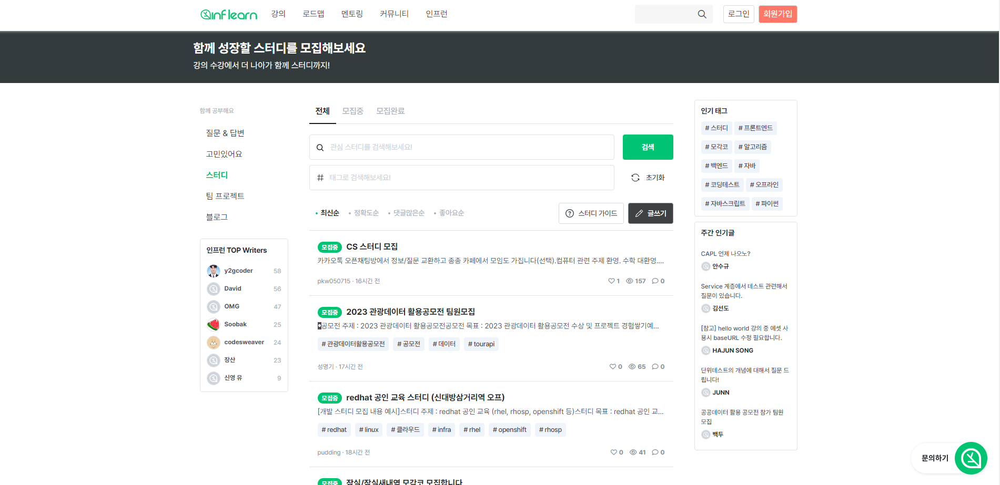 inflearn 강의 로드맵 멘토링 커뮤니티 인프런 로그인 회원가입
함께 성장할 스터디를 모집해보세요
강의 수강에서 더 나아가 함께 스터디까지!
함께 공부해요
질문 & 답변
고민있어요
스터디
팀 프로젝트
블로그
인프런 TOP Writers
y2gcoder 58
David 56
OMG 47
Soobak 25
codesweaver 24
장산 23
신영 유 9
전체 모집중 모집완료
관심 스터디를 검색해보세요! 검색
# 태그로 검색해보세요! 초기화
• 최신순 • 정확도순 • 댓글많은순 • 좋아요순 스터디 가이드 글쓰기
모집중 CS 스터디 모집
카카오톡 오픈채팅방에서 정보/질문 교환하고 종종 카페에서 모임도 가집니다(선택).컴퓨터 관련 주제 환영. 수학 대환영....
pkw050715 · 16시간 전 1 157 0
모집중 2023 관광데이터 활용공모전 팀원모집
공모전 주제 : 2023 관광데이터 활용공모전공모전 목표 : 2023 관광데이터 활용공모전 수상 및 프로젝트 경험쌓기예...
# 관광데이터활용공모전 # 공모전 # 데이터 # tourapi
성명기 · 17시간 전 0 65 0
모집중 redhat 공인 교육 스터디 (신대방삼거리역 오프)
[개발 스터디 모집 내용 예시]스터디 주제 : redhat 공인 교육 (rhel, rhosp, openshift 등)스터디 목표 : redhat 공인 교...
# redhat # linux # 클라우드 # infra # rhel # openshift # rhosp
pudding · 18시간 전 0 41 0
모집중 잠실/잠실새내역 모각코 모집합니다
인기 태그
# 스터디 # 프론트엔드
# 모각코 # 알고리즘
# 백엔드 # 자바
# 코딩테스트 # 오프라인
# 자바스크립트 # 파이썬
주간 인기글
CAPL 언제 나오노?
안수규
Service 계층에서 테스트 관련해서
질문이 있습니다.
김선도
[참고] hello world 강의 중 에셋 사
용시 baseURL 수정 필요합니다.
HAJUN SONG
단위테스트의 개념에 대해서 질문 드
립니다!
JUNN
공공데이터 활용 공모전 참가 팀원
모집
백두
문의하기